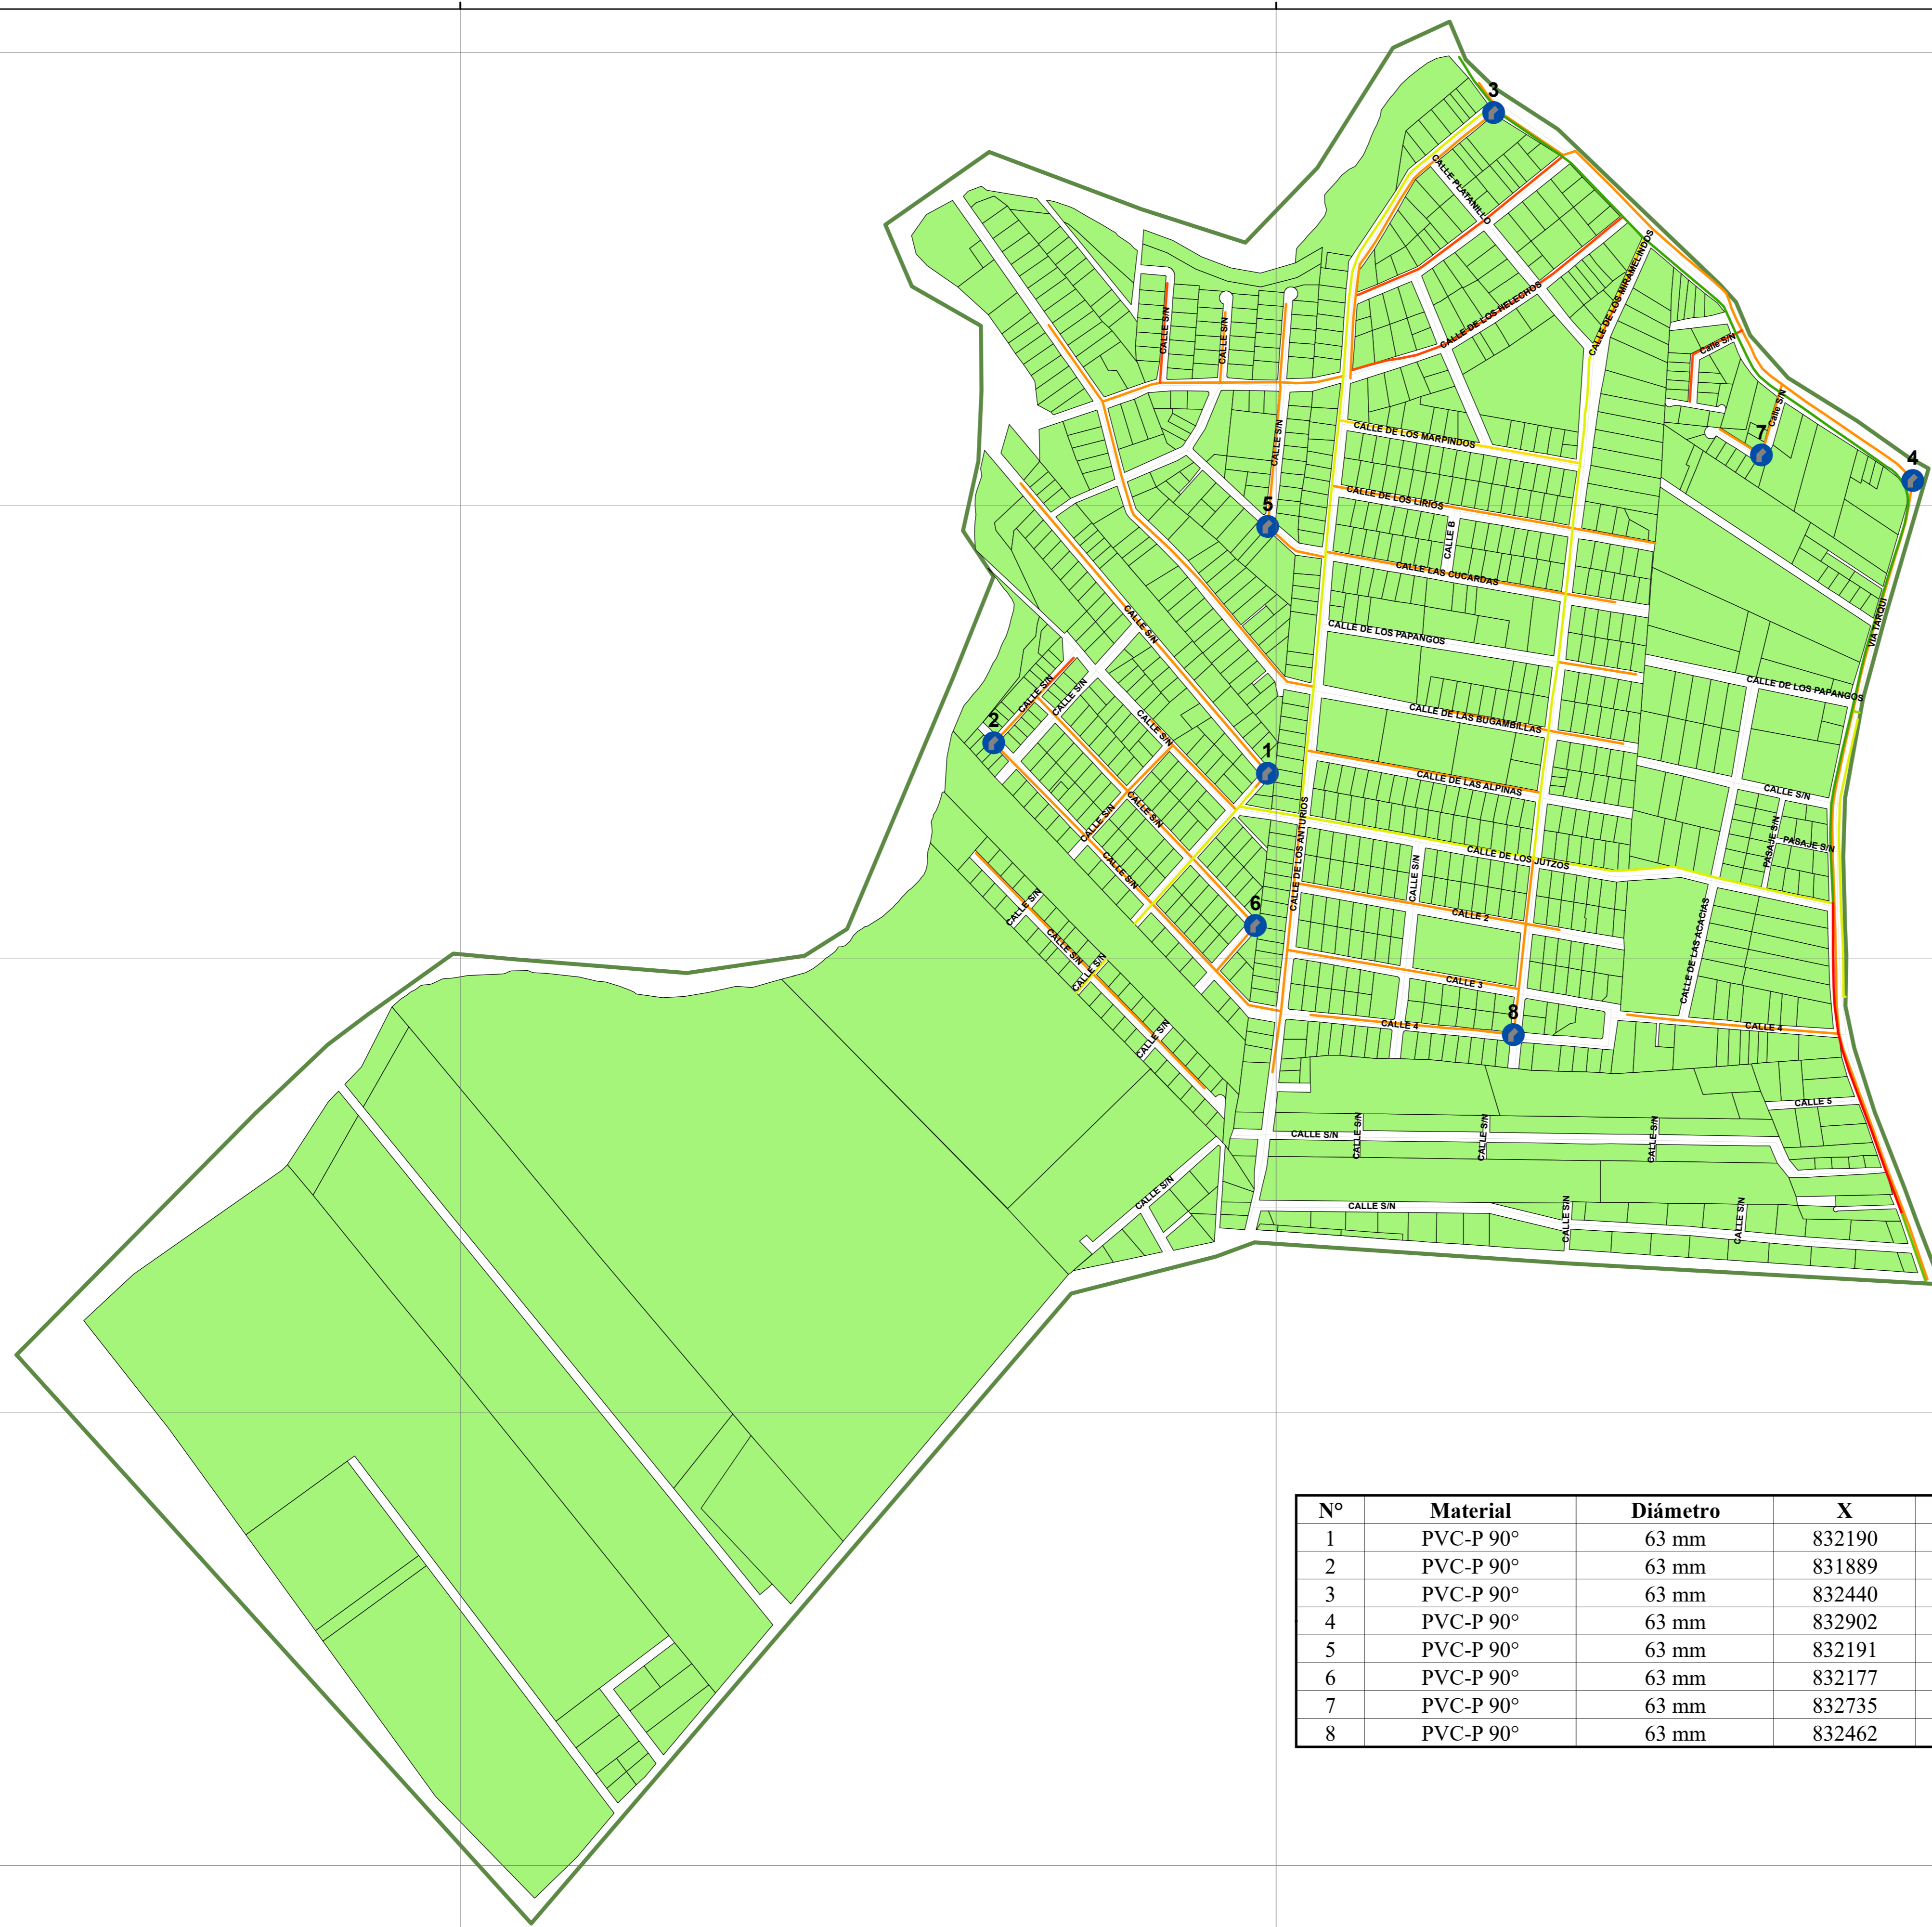 3
CALLE PLATANILLO
CALLE DE LOS MIRAMELINDOS
CALLE S/N
CALLE S/N
CALLE DE LOS HELECHOS
Calle S/N
Calle S/N
7
4
CALLE S/N
CALLE DE LOS MARPINDOS
5
CALLE DE LOS LIRIOS
CALLE B
CALLE LAS CUCARDAS
CALLE S/N
CALLE DE LOS PAPANGOS
VIA TARQUI
CALLE S/N
CALLE S/N
CALLE DE LOS PAPANGOS
2
CALLE S/N
CALLE DE LAS BUGAMBILLAS
1
CALLE DE LAS ALPINAS
CALLE S/N
CALLE S/N
CALLE S/N
CALLE DE LOS ANTURIOS
CALLE DE LOS JUTZOS
PASAJE S/N
PASAJE S/N
CALLE S/N
CALLE S/N
CALLE S/N
6
CALLE 2
CALLE DE LAS ACACIAS
CALLE S/N
CALLE S/N
CALLE 3
8
CALLE 4
CALLE 4
CALLE S/N
CALLE 5
CALLE S/N
CALLE S/N
CALLE S/N
CALLE S/N
CALLE S/N
CALLE S/N
CALLE S/N
CALLE S/N
N° Material Diámetro X
1 PVC-P 90° 63 mm 832190
2 PVC-P 90° 63 mm 831889
3 PVC-P 90° 63 mm 832440
4 PVC-P 90° 63 mm 832902
5 PVC-P 90° 63 mm 832191
6 PVC-P 90° 63 mm 832177
7 PVC-P 90° 63 mm 832735
8 PVC-P 90° 63 mm 832462